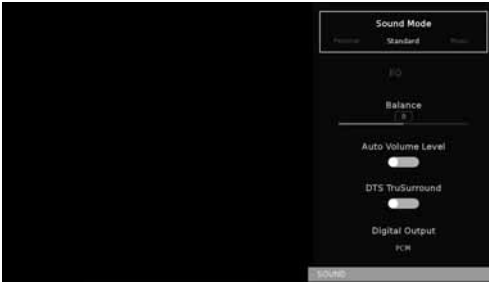 Sound Mode
Personal Standard Music
EQ
Balance
0
Auto Volume Level
DTS TruSurround
Digital Output
PCM
SOUND